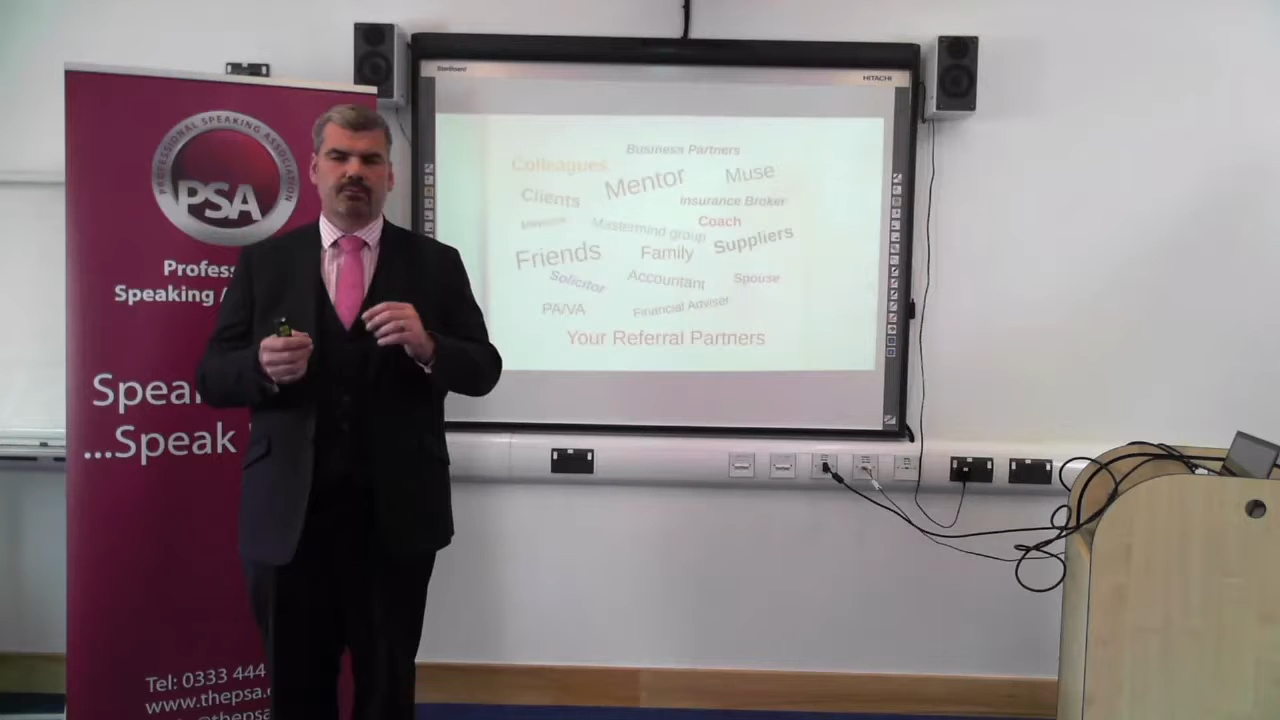 PROFESSIONAL SPEAKING ASSOCIATION
PSA
Profess
Speaking A
Speak
...Speak
Tel: 0333 444
www.thepsa.
@thepsa
StarBoard
HITACHI
Business Partners
Colleagues
Mentor
Muse
Clients
Insurance Broker
Coach
Mastermind group
Suppliers
Friends
Family
Solicitor
Accountant
Spouse
PA/VA
Financial Adviser
Your Referral Partners